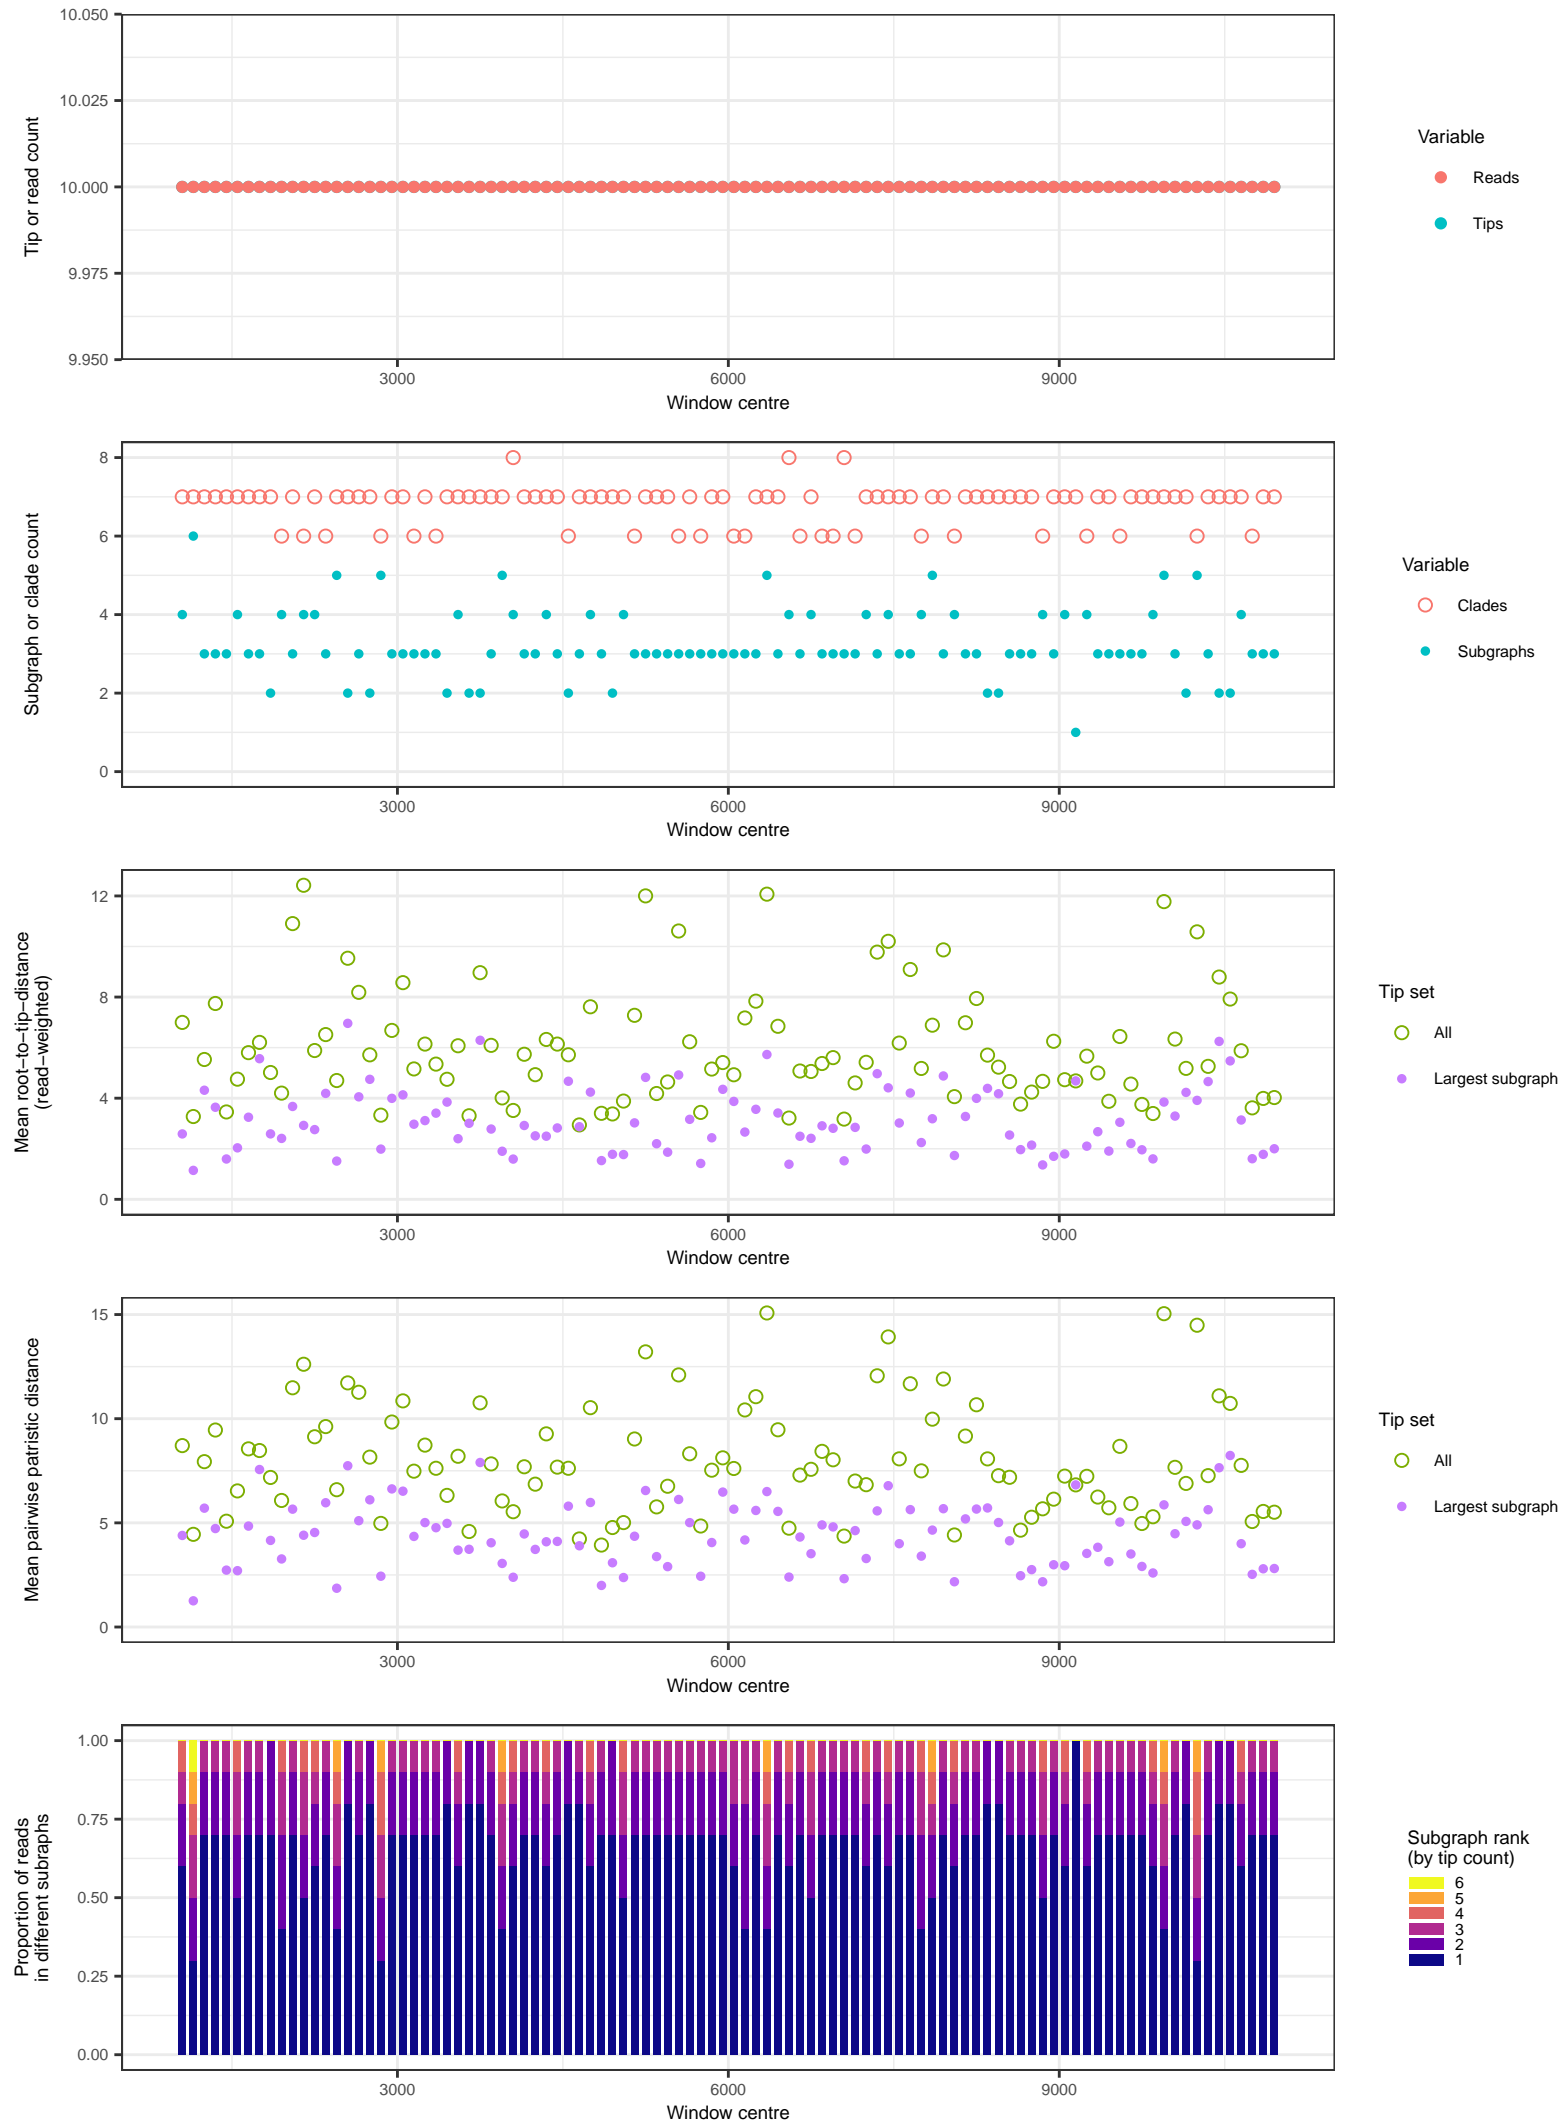 10.050
10.025
10.000
9.975
9.950
Tip or read count
3000
6000
9000
Window centre
Variable
Reads
Tips
8
6
4
2
0
Subgraph or clade count
3000
6000
9000
Window centre
Variable
Clades
Subgraphs
12
8
4
0
Mean root−to−tip−distance
(read−weighted)
3000
6000
9000
Window centre
Tip set
All
Largest subgraph
15
10
5
0
Mean pairwise patristic distance
3000
6000
9000
Window centre
Tip set
All
Largest subgraph
1.00
0.75
0.50
0.25
0.00
Proportion of reads
in different subraphs
3000
6000
9000
Window centre
Subgraph rank
(by tip count)
6
5
4
3
2
1